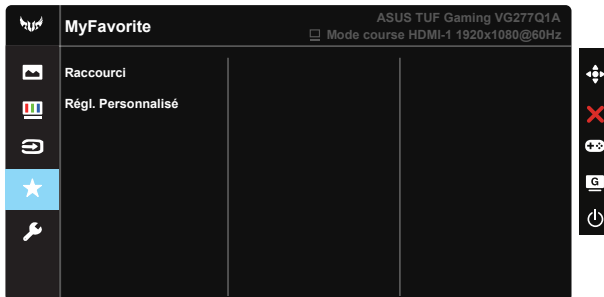 MyFavorite
ASUS TUF Gaming VG277Q1A
Mode course HDMI-1 1920x1080@60Hz
Raccourci
Régl. Personnalisé
G